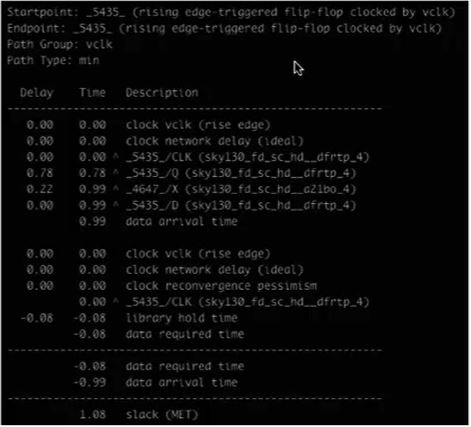 Startpoint: _5435_ (rising edge-triggered flip-flop clocked by vclk)
Endpoint: _5435_ (rising edge-triggered flip-flop clocked by vclk)
Path Group: vclk
Path Type: min
Delay Time Description
---------------------------------------------------------
0.00 0.00 clock vclk (rise edge)
0.00 0.00 clock network delay (ideal)
0.00 0.00 ^ _5435_/CLK (sky130_fd_sc_hd__dfrtp_4)
0.78 0.78 ^ _5435_/Q (sky130_fd_sc_hd__dfrtp_4)
0.22 0.99 ^ _4647_/X (sky130_fd_sc_hd__a21bo_4)
0.00 0.99 ^ _5435_/D (sky130_fd_sc_hd__dfrtp_4)
0.99 data arrival time
0.00 0.00 clock vclk (rise edge)
0.00 0.00 clock network delay (ideal)
0.00 0.00 clock reconvergence pessimism
0.00 ^ _5435_/CLK (sky130_fd_sc_hd__dfrtp_4)
-0.08 -0.08 library hold time
-0.08 data required time
---------------------------------------------------------
-0.08 data required time
-0.99 data arrival time
---------------------------------------------------------
1.08 slack (MET)